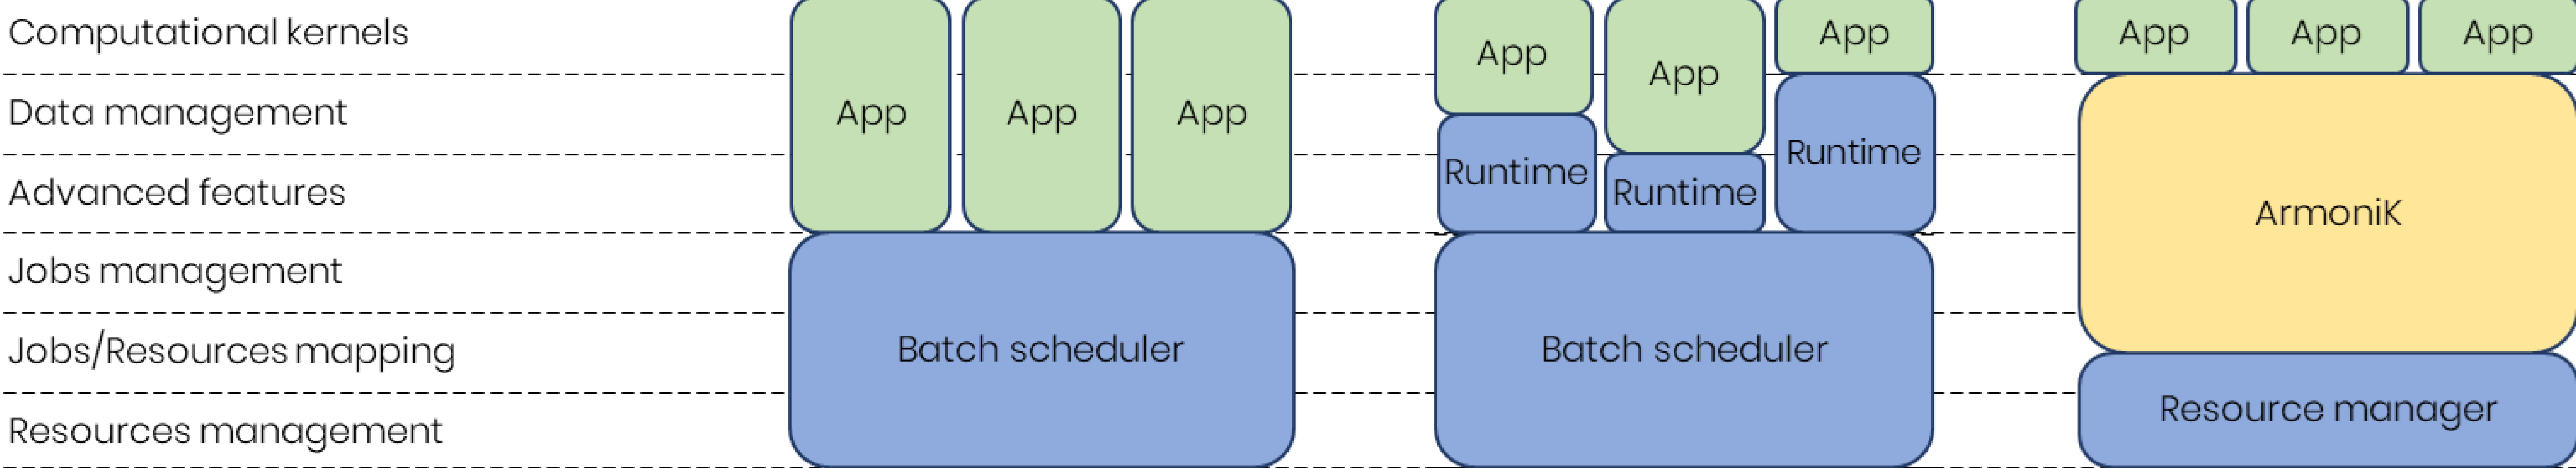 Computational kernels
Data management
Advanced features
Jobs management
Jobs/Resources mapping
Resources management
App
App
App
Batch scheduler
App
App
App
Runtime
Runtime
Runtime
Batch scheduler
App
App
App
ArmoniK
Resource manager